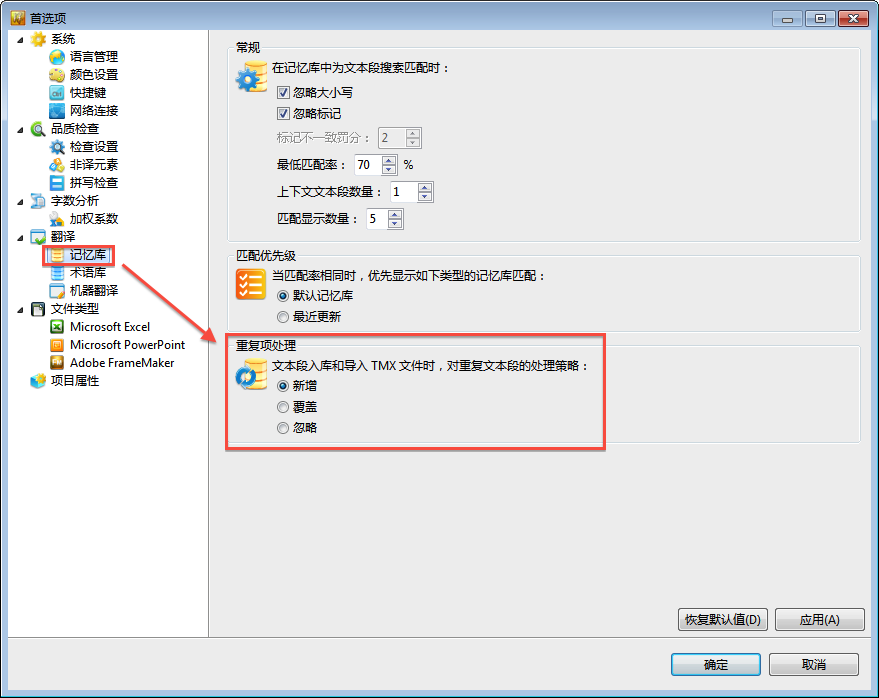 首选项
系统
语言管理
颜色设置
快捷键
网络连接
品质检查
检查设置
非译元素
拼写检查
字数分析
加权系数
翻译
记忆库
术语库
机器翻译
文件类型
Microsoft Excel
Microsoft PowerPoint
Adobe FrameMaker
项目属性
常规
在记忆库中为文本段搜索匹配时：
忽略大小写
忽略标记
标记不一致罚分： 2
最低匹配率： 70 %
上下文文本段数量： 1
匹配显示数量： 5
匹配优先级
当匹配率相同时，优先显示如下类型的记忆库匹配：
默认记忆库
最近更新
重复项处理
文本段入库和导入 TMX 文件时，对重复文本段的处理策略：
新增
覆盖
忽略
恢复默认值(D) 应用(A)
确定 取消